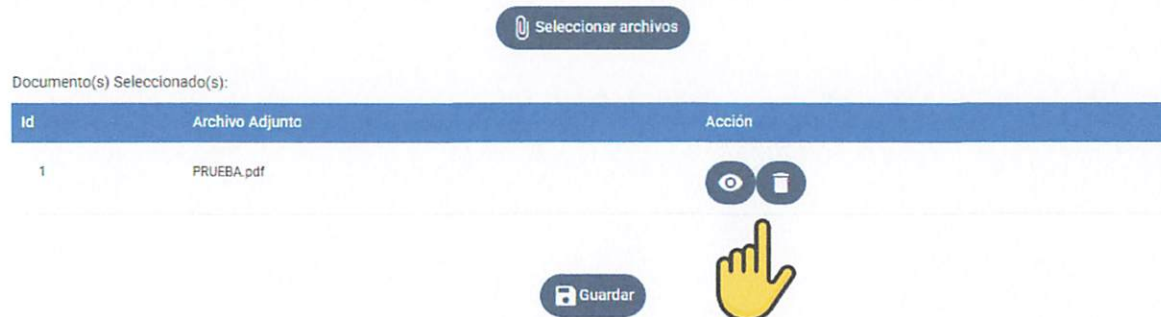 Seleccionar archivos
Documento(s) Seleccionado(s):
Id Archivo Adjunto Acción
1 PRUEBA.pdf
Guardar